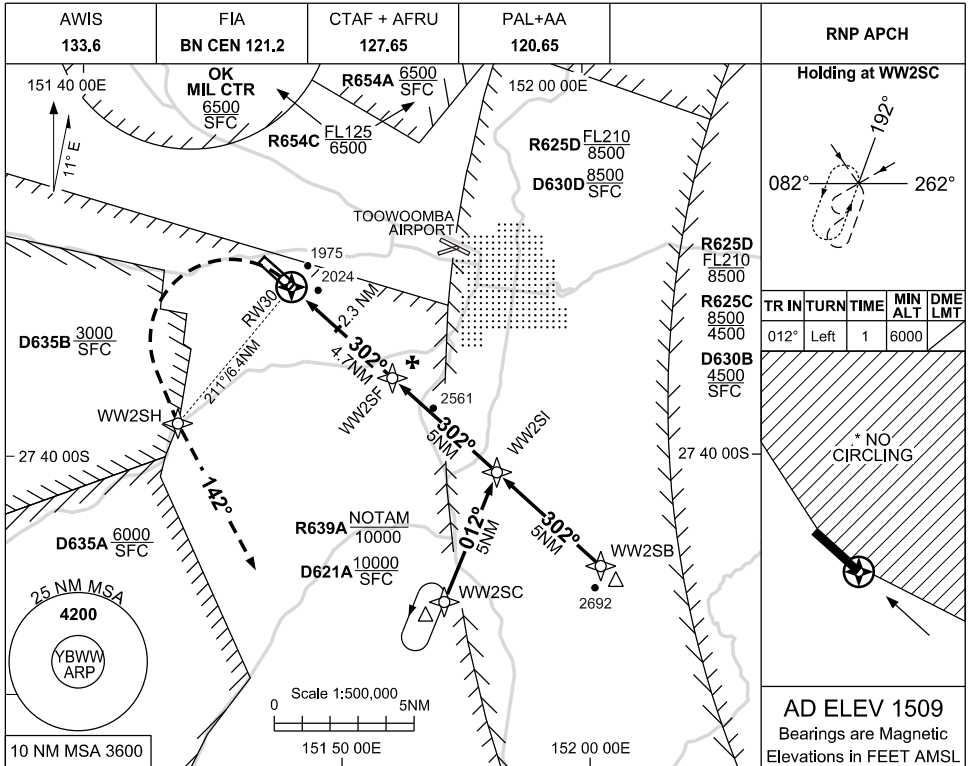 AWIS
133.6
FIA
BN CEN 121.2
CTAF + AFRU
127.65
PAL+AA
120.65
RNP APCH
151 40 00E
OK
MIL CTR
6500
SFC
R654A 6500
SFC
R654C FL125
6500
152 00 00E
R625D FL210
8500
D630D 8500
SFC
11° E
TOOWOOMBA
AIRPORT
1975
2024
RW30
2.3 NM
302°
4.7NM
211°/6.4NM
D635B 3000
SFC
WW2SH
WW2SF
2561
302°
5NM
WW2SI
R625D
FL210
8500
R625C
8500
4500
D630B
4500
SFC
27 40 00S
27 40 00S
142°
012°
5NM
302°
5NM
D635A 6000
SFC
R639A NOTAM
10000
D621A 10000
SFC
WW2SB
2692
WW2SC
25 NM MSA
4200
YBWW
ARP
10 NM MSA 3600
Scale 1:500,000
0
5NM
151 50 00E
152 00 00E
Holding at WW2SC
192°
082°
262°
TR IN TURN TIME MIN ALT DME LMT
012° Left 1 6000
* NO
CIRCLING
AD ELEV 1509
Bearings are Magnetic
Elevations in FEET AMSL